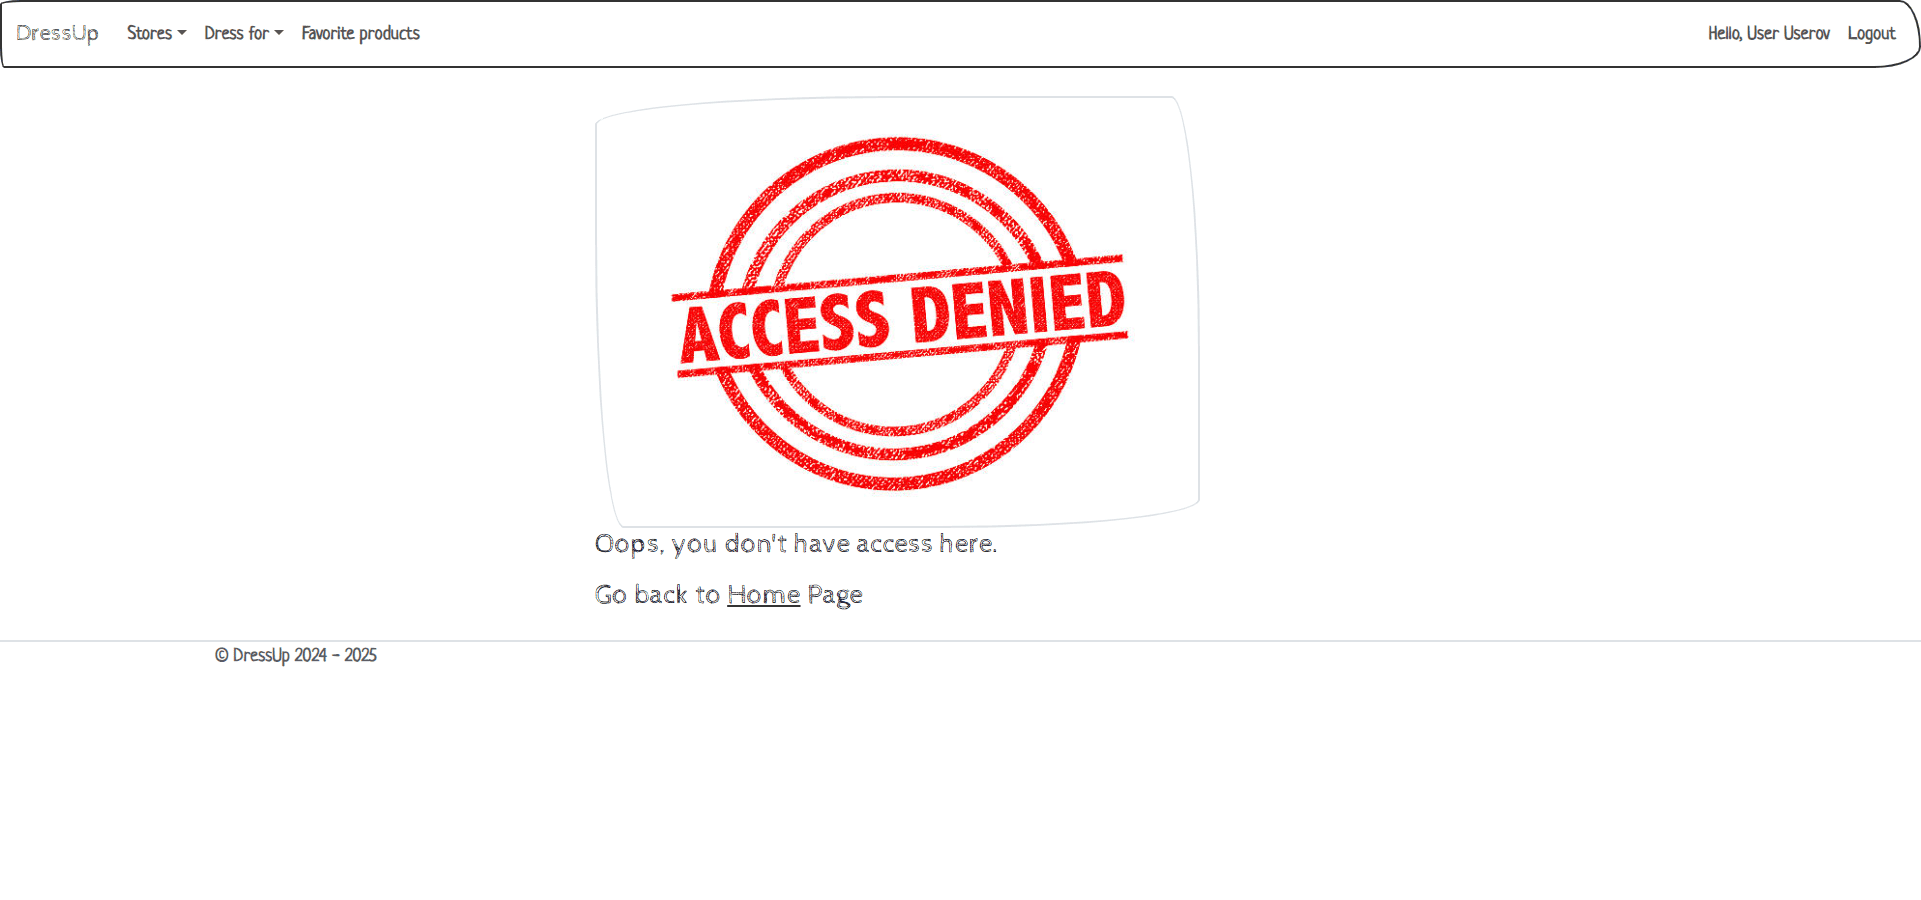 DressUp Stores Dress for Favorite products Hello, User Userov Logout
ACCESS DENIED
Oops, you don't have access here.
Go back to Home Page
© DressUp 2024 - 2025